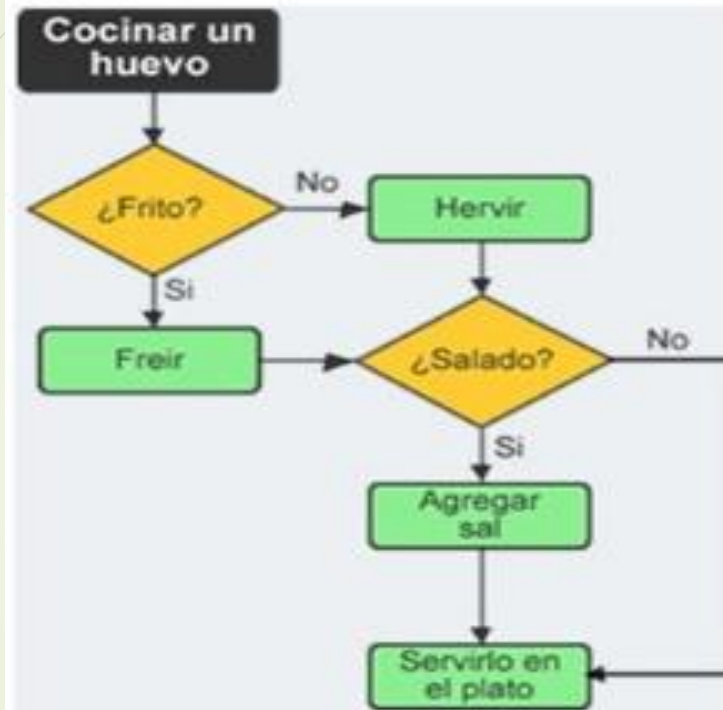 Cocinar un
huevo
¿Frito?
No
Hervir
Si
Freir
¿Salado?
No
Si
Agregar
sal
Servirlo en
el plato